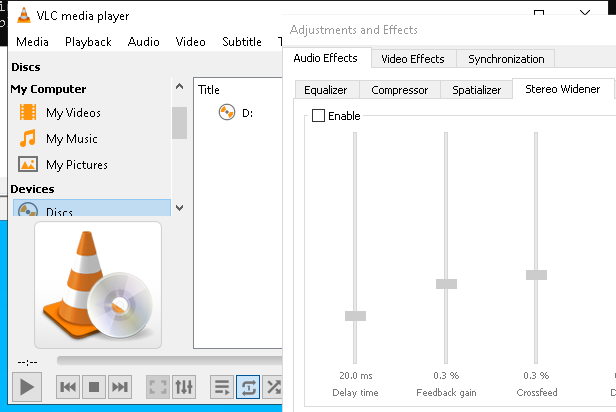 VLC media player
Media Playback Audio Video Subtitle
Discs
My Computer
My Videos
My Music
My Pictures
Devices
Discs
Title
D:
--:--
Adjustments and Effects
Audio Effects Video Effects Synchronization
Equalizer Compressor Spatializer Stereo Widener
Enable
20.0 ms 0.3 % 0.3 %
Delay time Feedback gain Crossfeed